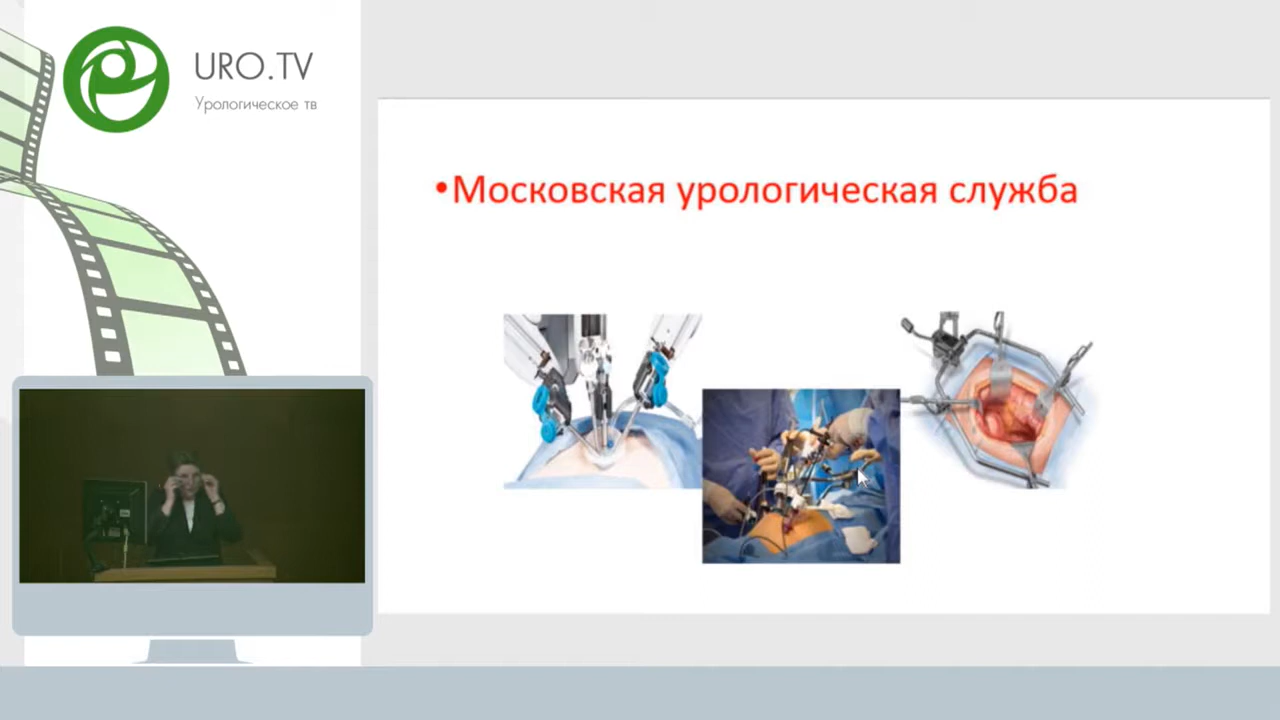 URO.TV
Урологическое тв
•Московская урологическая служба